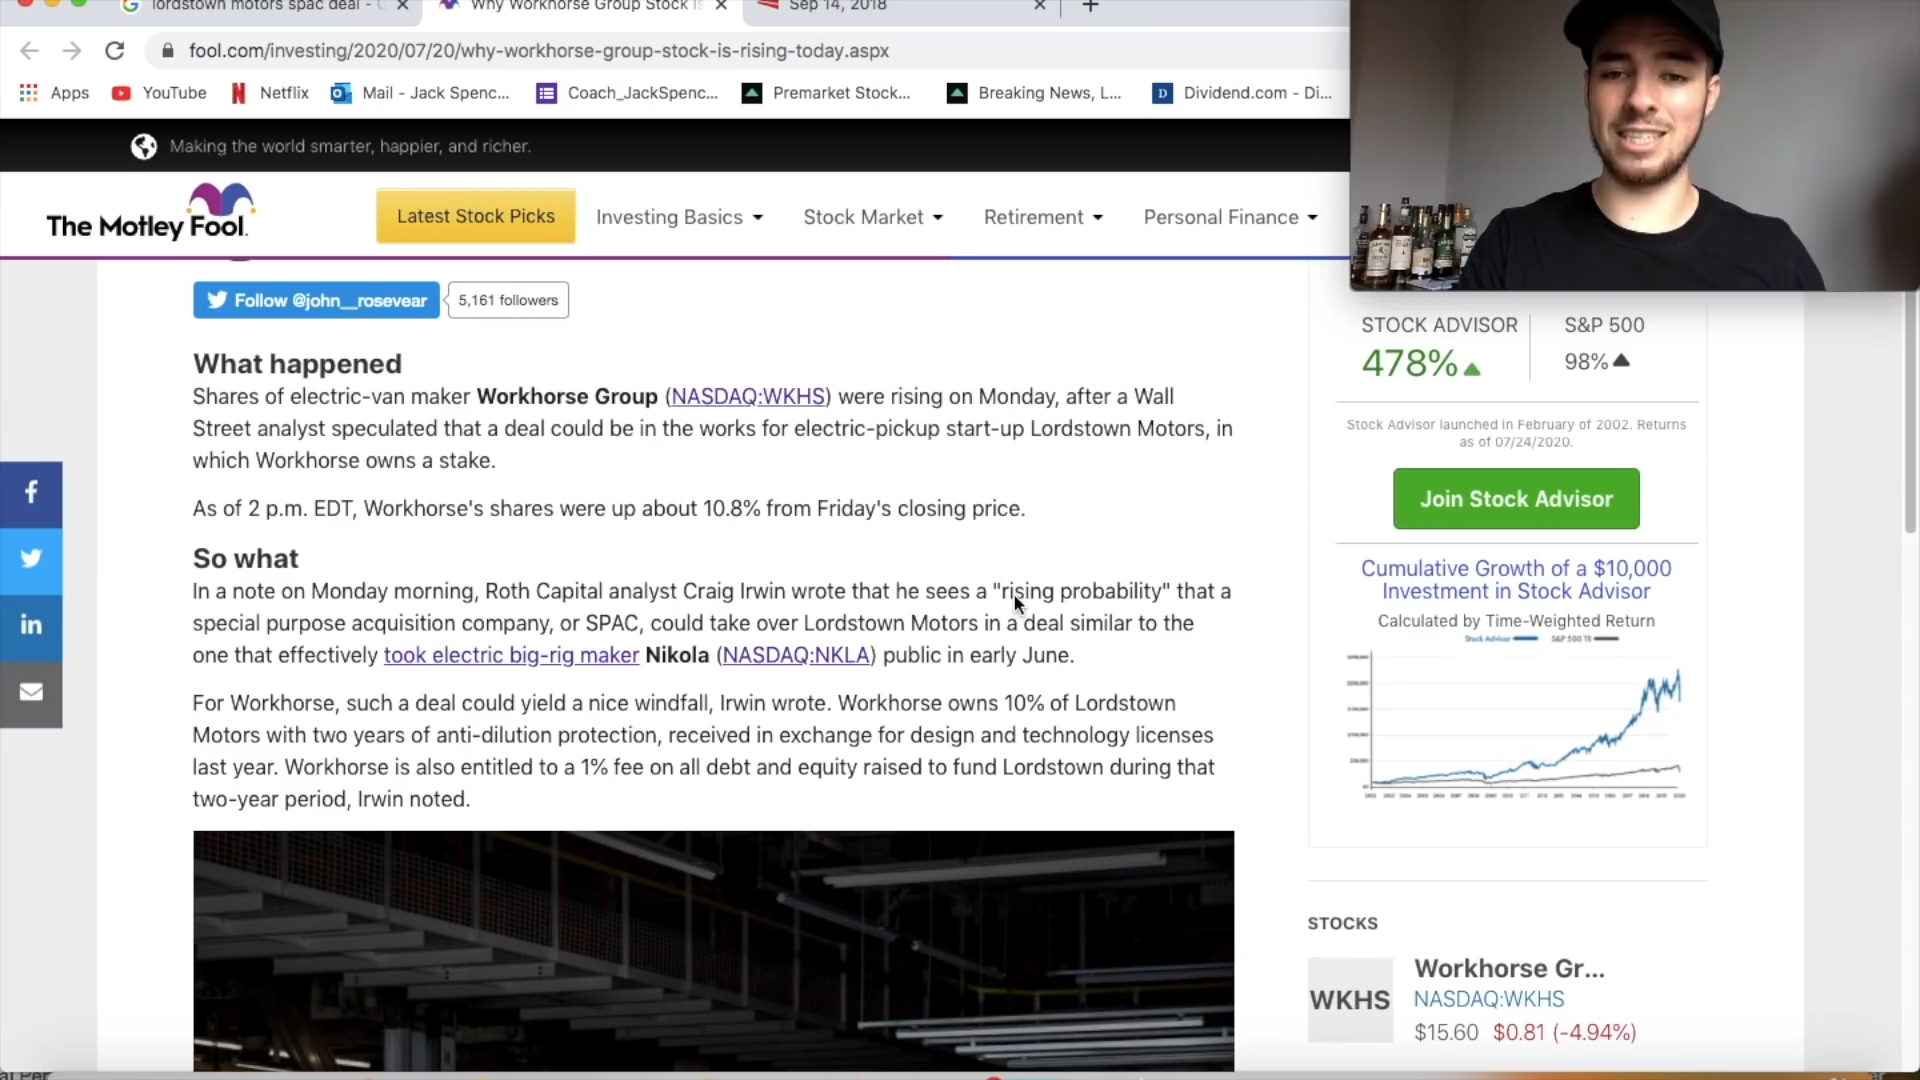 lordstown motors spac deal - G
Why Workhorse Group Stock Is
Sep 14, 2018
fool.com/investing/2020/07/20/why-workhorse-group-stock-is-rising-today.aspx
Apps
YouTube
Netflix
Mail - Jack Spenc...
Coach_JackSpenc...
Premarket Stock...
Breaking News, L...
D
Dividend.com - Di...
Making the world smarter, happier, and richer.
The Motley Fool.
Latest Stock Picks
Investing Basics
Stock Market
Retirement
Personal Finance
Follow @john__rosevear
5,161 followers
What happened
Shares of electric-van maker Workhorse Group (NASDAQ:WKHS) were rising on Monday, after a Wall
Street analyst speculated that a deal could be in the works for electric-pickup start-up Lordstown Motors, in
which Workhorse owns a stake.
As of 2 p.m. EDT, Workhorse's shares were up about 10.8% from Friday's closing price.
So what
In a note on Monday morning, Roth Capital analyst Craig Irwin wrote that he sees a "rising probability" that a
special purpose acquisition company, or SPAC, could take over Lordstown Motors in a deal similar to the
one that effectively took electric big-rig maker Nikola (NASDAQ:NKLA) public in early June.
For Workhorse, such a deal could yield a nice windfall, Irwin wrote. Workhorse owns 10% of Lordstown
Motors with two years of anti-dilution protection, received in exchange for design and technology licenses
last year. Workhorse is also entitled to a 1% fee on all debt and equity raised to fund Lordstown during that
two-year period, Irwin noted.
STOCK ADVISOR
478%
S&P 500
98%
Stock Advisor launched in February of 2002. Returns
as of 07/24/2020.
Join Stock Advisor
Cumulative Growth of a $10,000
Investment in Stock Advisor
Calculated by Time-Weighted Return
Stock Advisor
S&P 500 TR
STOCKS
WKHS
Workhorse Gr...
NASDAQ:WKHS
$15.60 $0.81 (-4.94%)